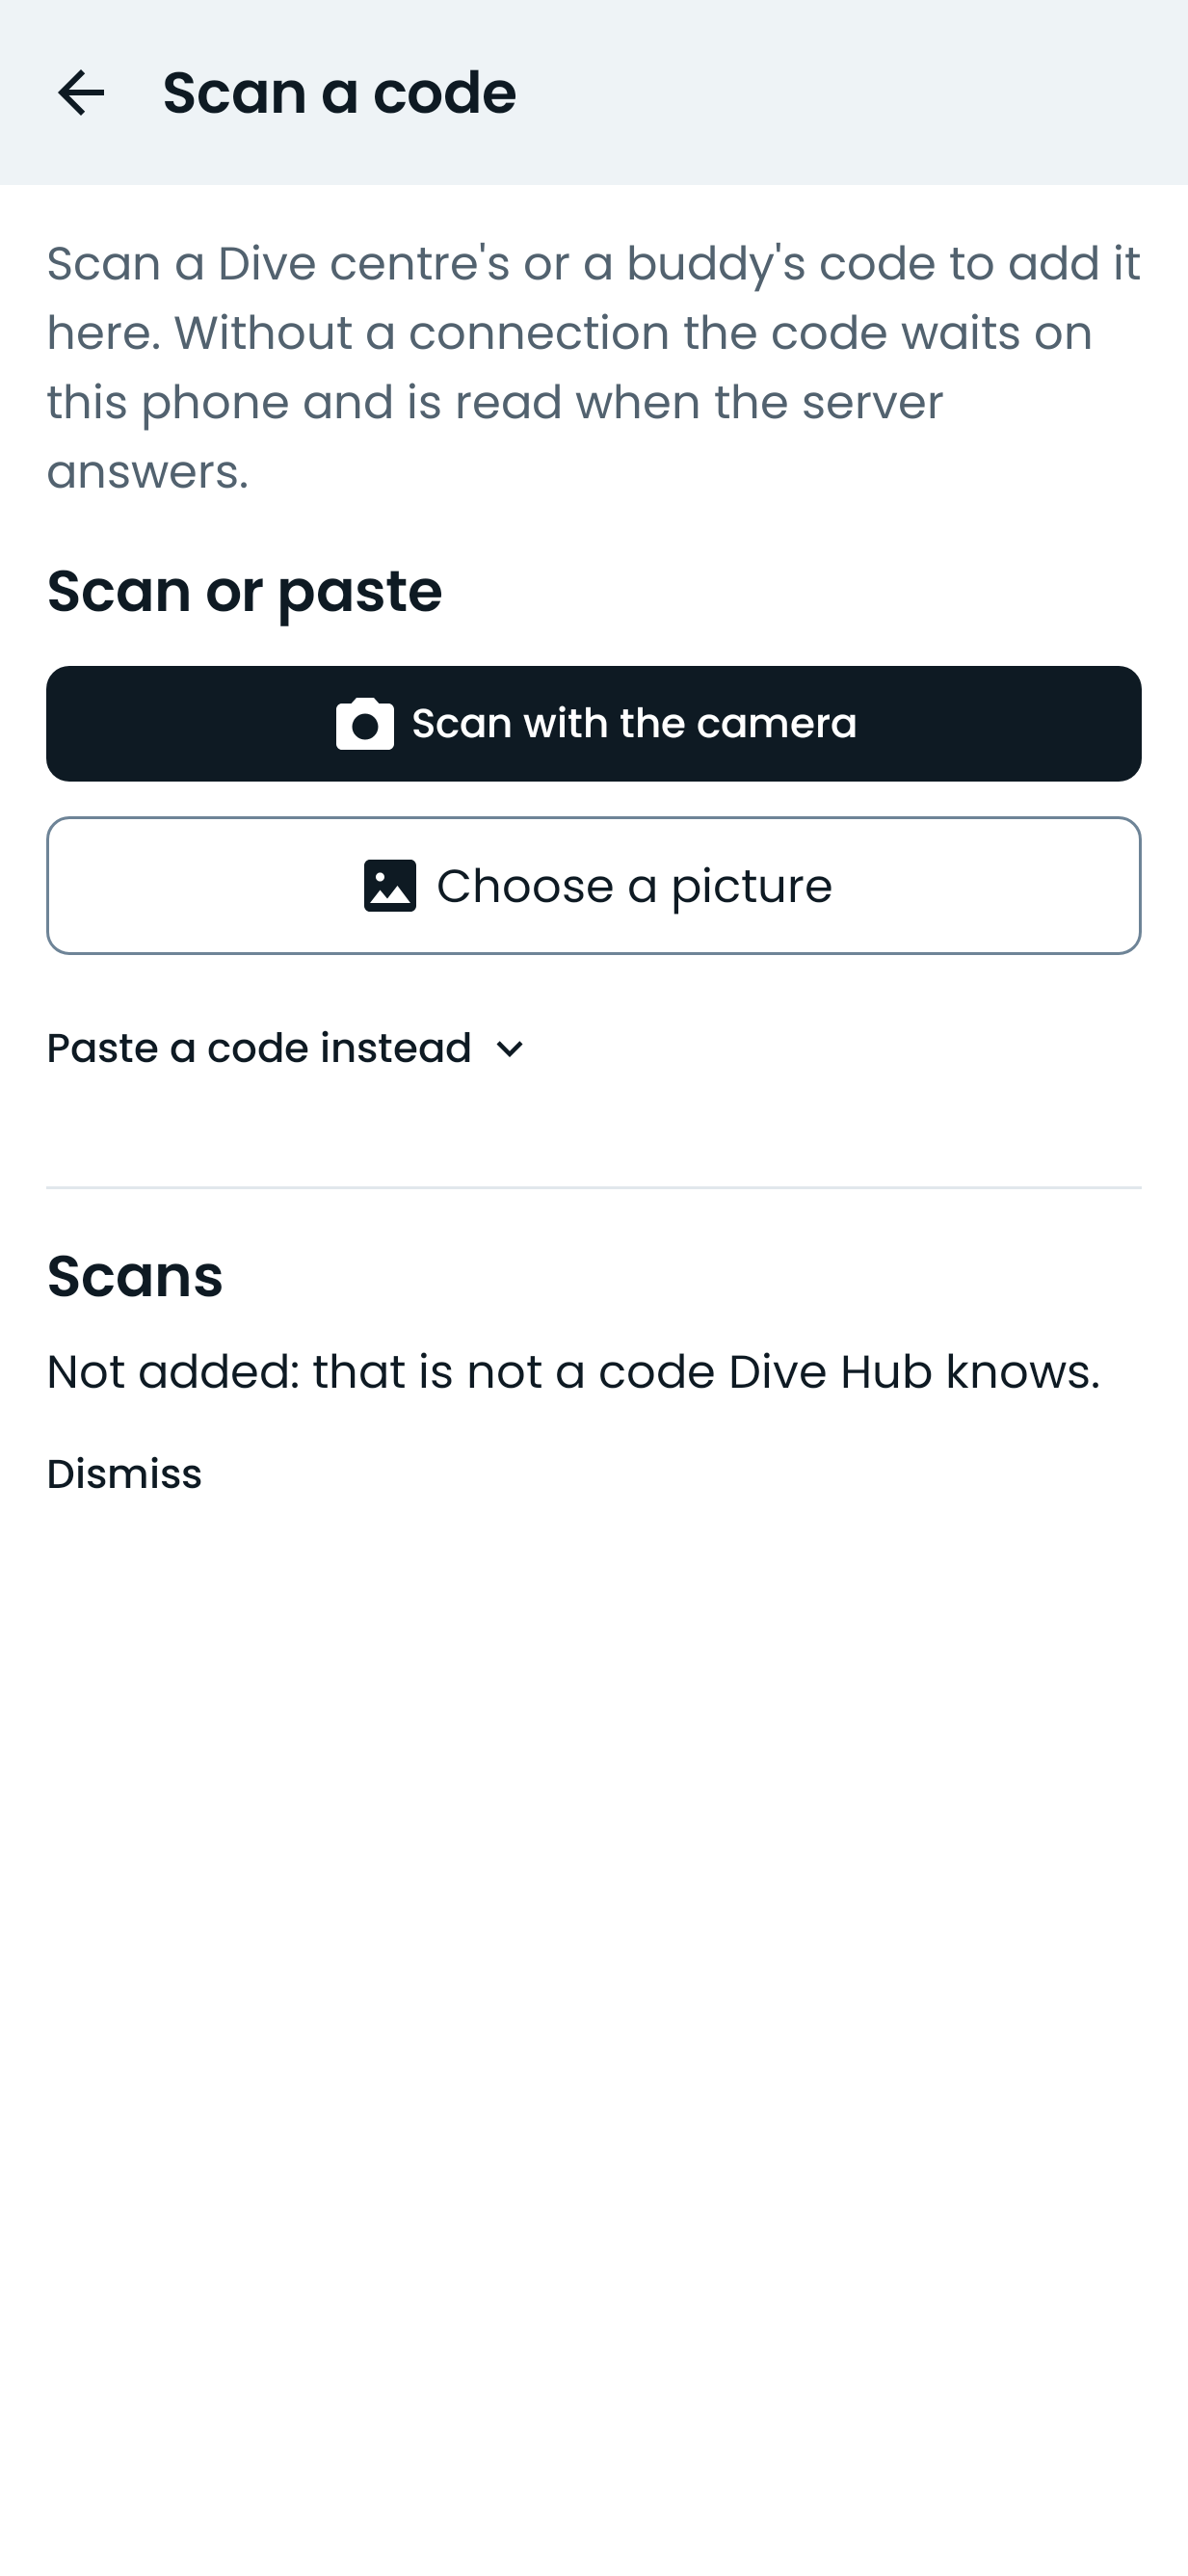 Scan a code
Scan a Dive centre's or a buddy's code to add it
here. Without a connection the code waits on
this phone and is read when the server
answers.
Scan or paste
Scan with the camera
Choose a picture
Paste a code instead
Scans
Not added: that is not a code Dive Hub knows.
Dismiss